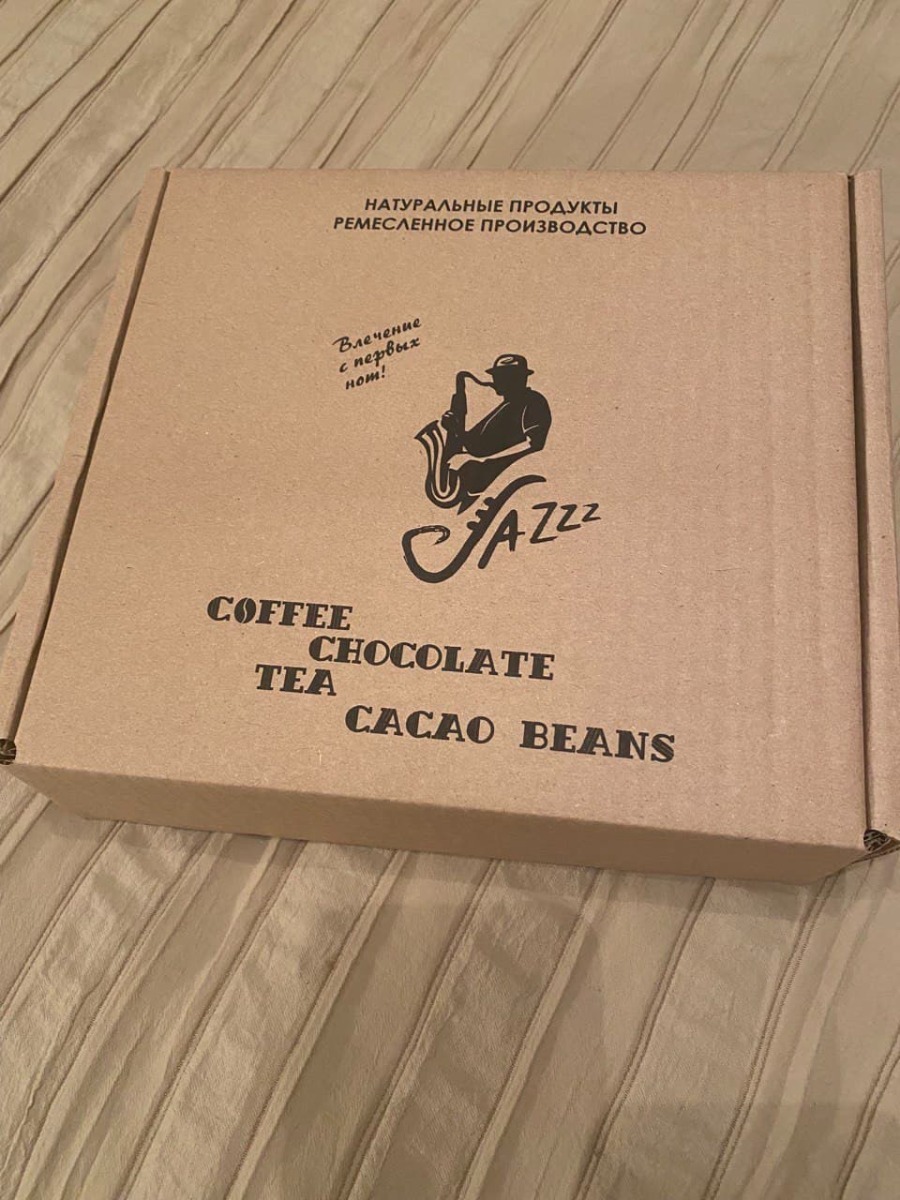 НАТУРАЛЬНЫЕ ПРОДУКТЫ
РЕМЕСЛЕННОЕ ПРОИЗВОДСТВО
Влечение
с первых
нот!
JAZZZ
COFFEE
CHOCOLATE
TEA
CACAO BEANS